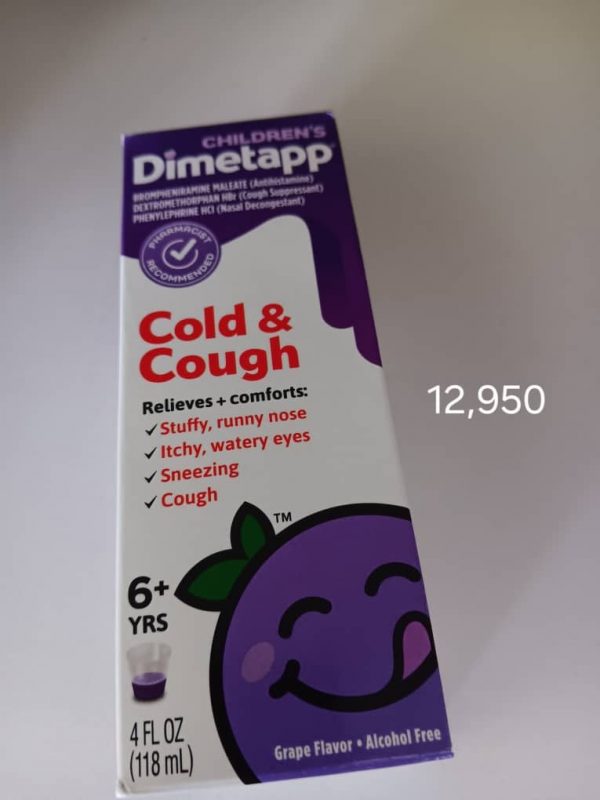 CHILDREN'S
Dimetapp
BROMPHENIRAMINE MALEATE (Antihistamine)
DEXTROMETHORPHAN HBr (Cough Suppressant)
PHENYLEPHRINE HCl (Nasal Decongestant)
PHARMACIST
RECOMMENDED
Cold &
Cough
Relieves + comforts:
✓ Stuffy, runny nose
✓ Itchy, watery eyes
✓ Sneezing
✓ Cough
12,950
TM
6+
YRS
4 FL OZ
(118 mL)
Grape Flavor • Alcohol Free